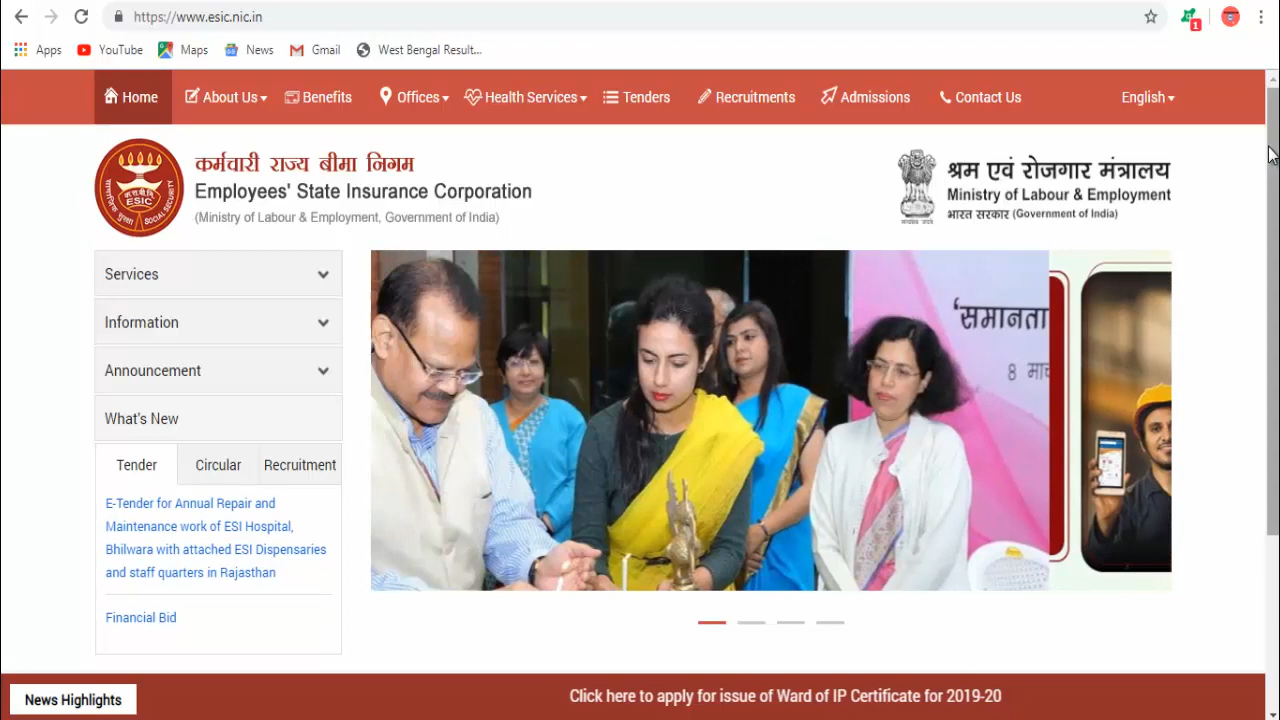 https://www.esic.nic.in
1
Apps YouTube Maps News Gmail West Bengal Result...
Home About Us Benefits Offices Health Services Tenders Recruitments Admissions Contact Us English
कर्मचारी राज्य बीमा निगम
Employees' State Insurance Corporation
(Ministry of Labour & Employment, Government of India)
ESIC
SOCIAL SECURITY
श्रम एवं रोजगार मंत्रालय
Ministry of Labour & Employment
भारत सरकार (Government of India)
Services
Information
Announcement
What's New
Tender Circular Recruitment
E-Tender for Annual Repair and
Maintenance work of ESI Hospital,
Bhilwara with attached ESI Dispensaries
and staff quarters in Rajasthan
Financial Bid
'समानता
8 मार्च
News Highlights
Click here to apply for issue of Ward of IP Certificate for 2019-20